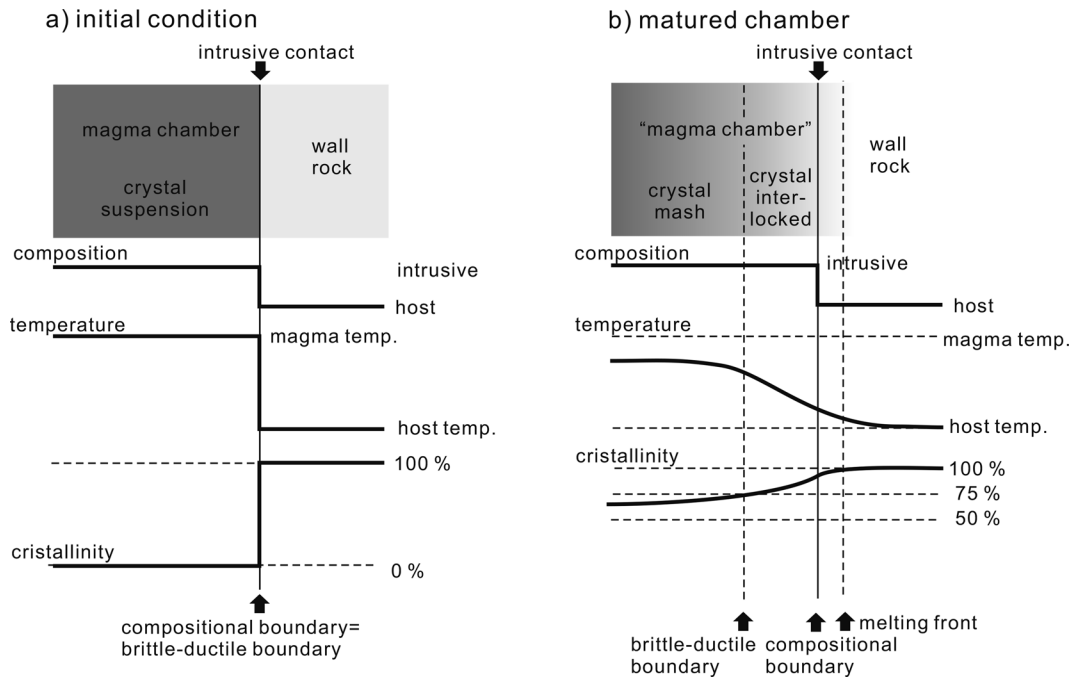 a) initial condition
intrusive contact
magma chamber
crystal
suspension
wall
rock
composition
intrusive
host
temperature
magma temp.
host temp.
100 %
cristallinity
0 %
compositional boundary=
brittle-ductile boundary
b) matured chamber
intrusive contact
“magma chamber”
crystal
mash
crystal
inter-
locked
wall
rock
composition
intrusive
host
temperature
magma temp.
host temp.
cristallinity
100 %
75 %
50 %
melting front
brittle-ductile
boundary
compositional
boundary